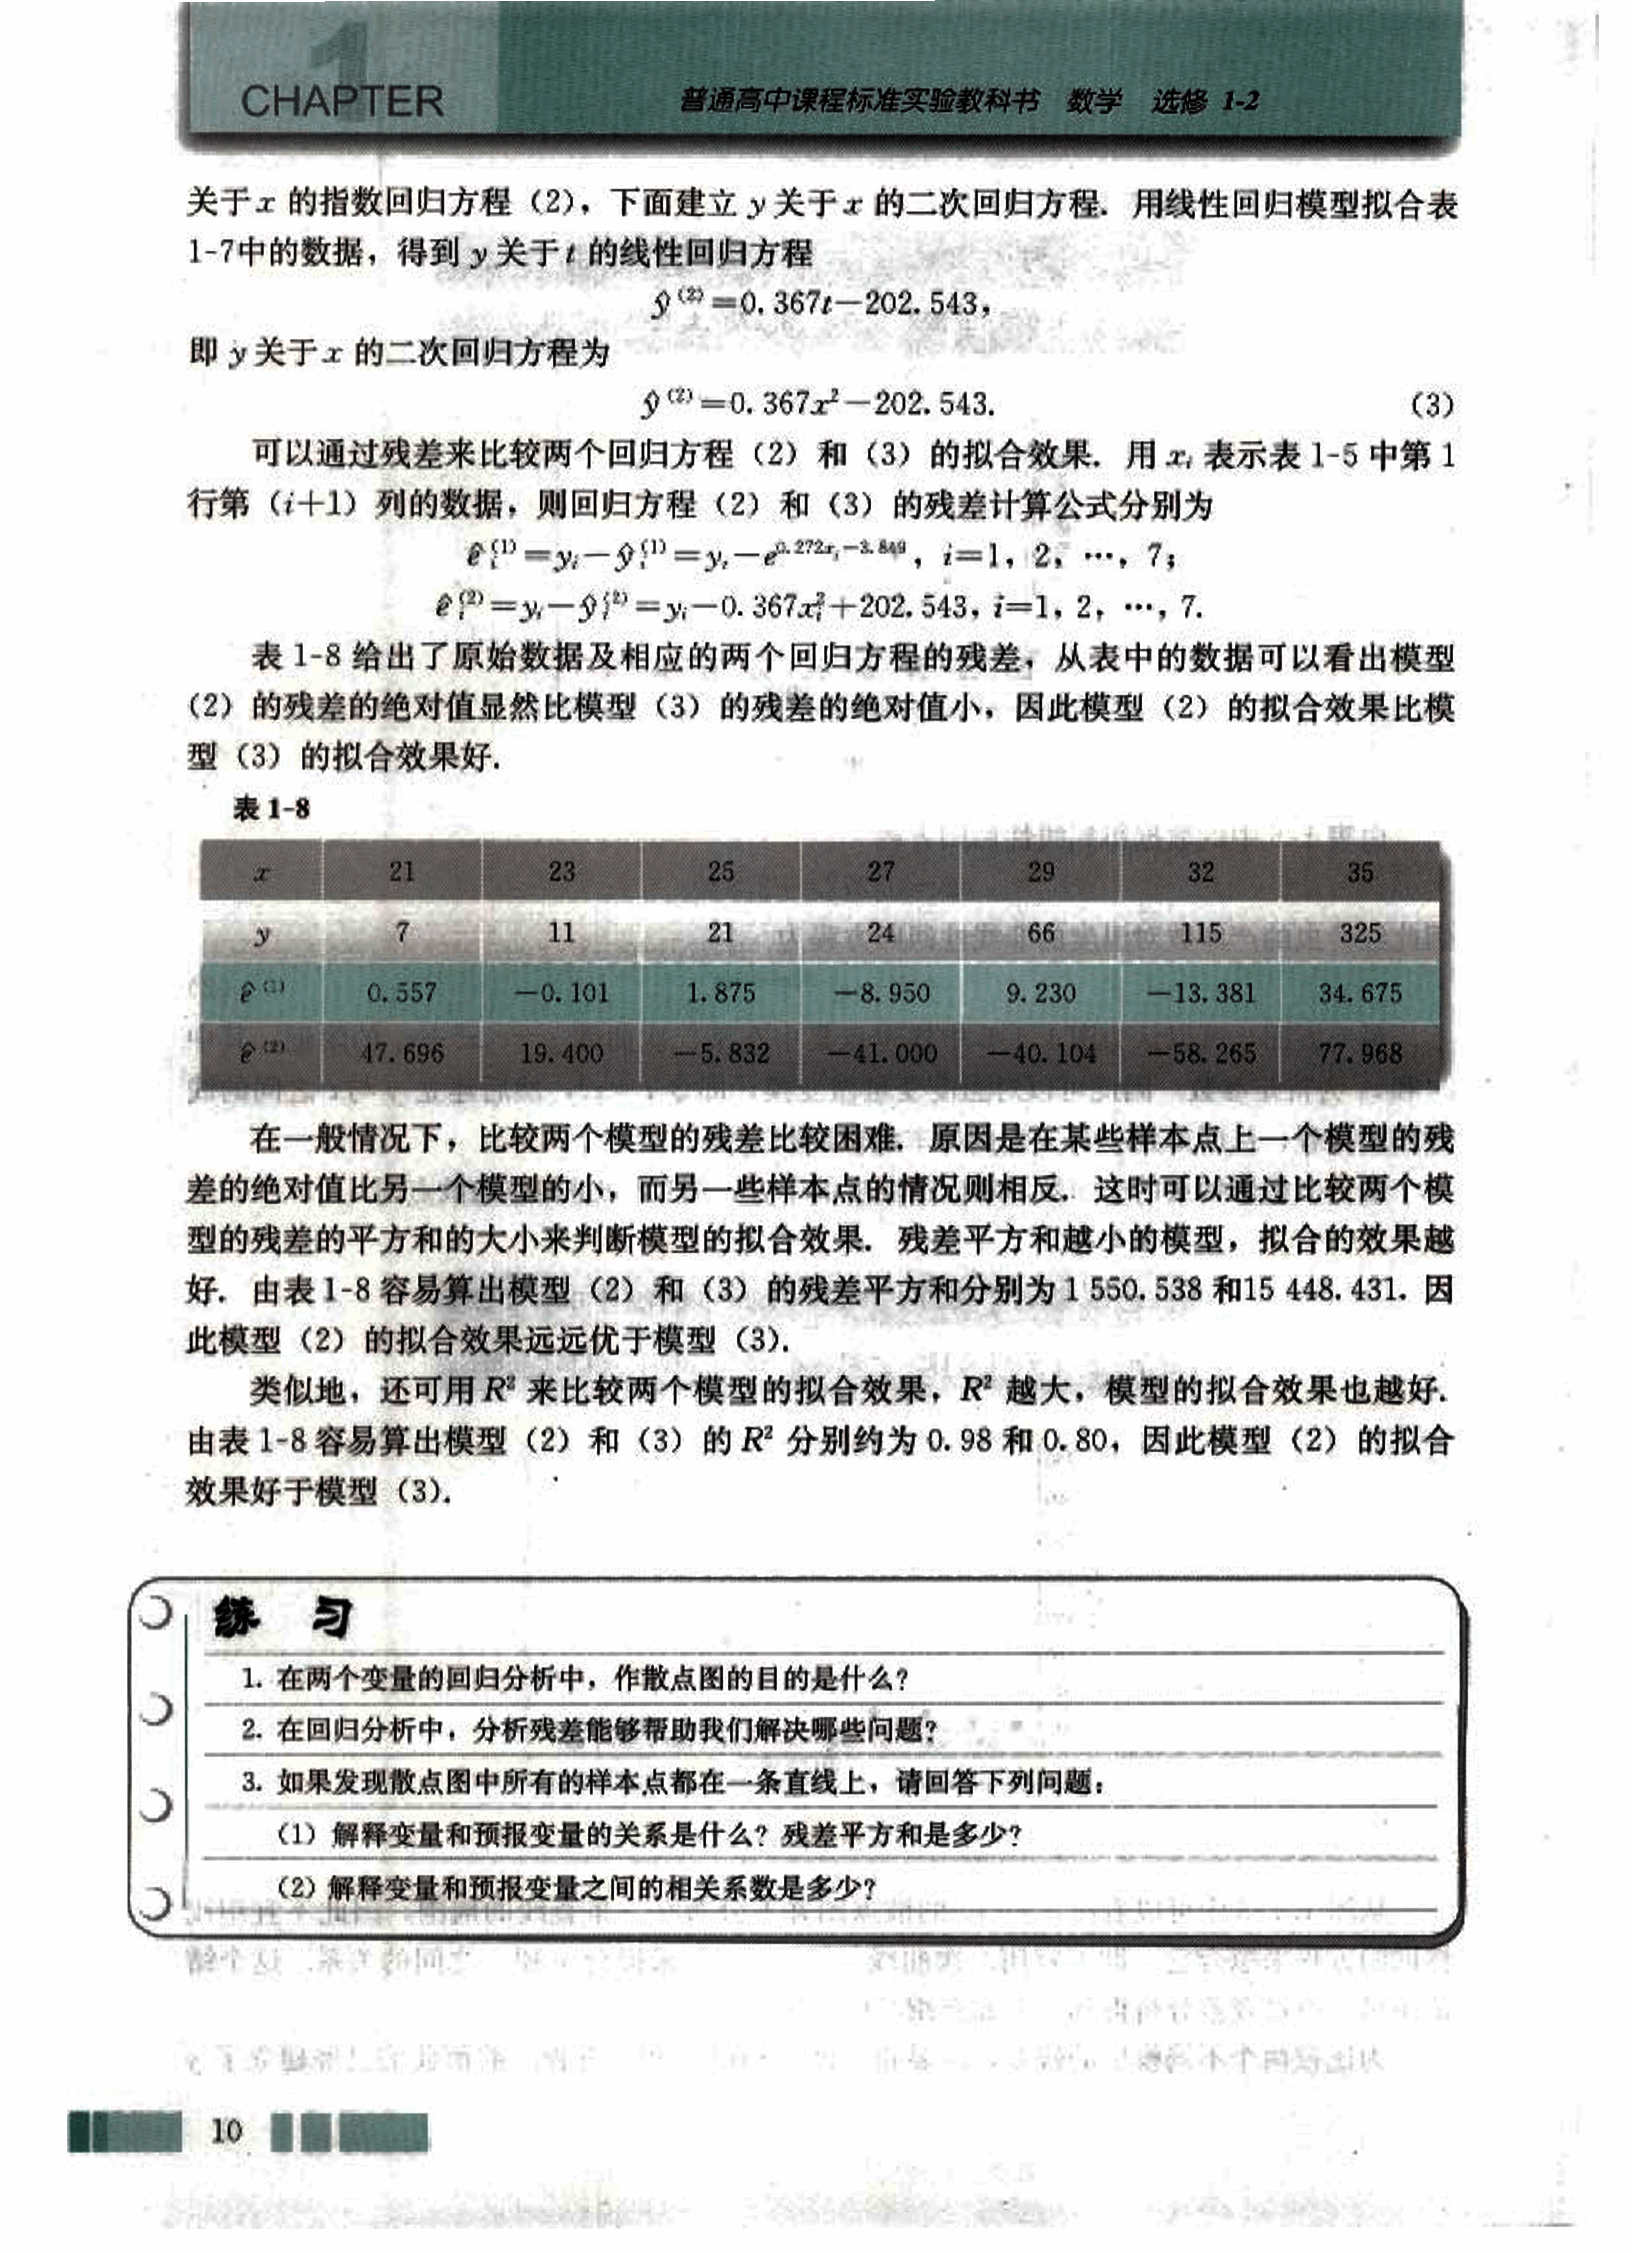 1
CHAPTER
普通高中课程标准实验教科书 数学 选修 1-2
关于x 的指数回归方程（2），下面建立 y 关于x 的二次回归方程．用线性回归模型拟合表
1-7中的数据，得到 y 关于t 的线性回归方程
ŷ⁽²⁾=0.367t−202.543，
即 y 关于x 的二次回归方程为
ŷ⁽²⁾=0.367x²−202.543. （3）
可以通过残差来比较两个回归方程（2）和（3）的拟合效果．用 xᵢ 表示表 1-5 中第 1
行第（i+1）列的数据，则回归方程（2）和（3）的残差计算公式分别为
êᵢ⁽¹⁾=yᵢ−ŷᵢ⁽¹⁾=yᵢ−e^{0.272xᵢ−3.849}，i=1，2，…，7；
êᵢ⁽²⁾=yᵢ−ŷᵢ⁽²⁾=yᵢ−0.367xᵢ²+202.543，i=1，2，…，7.
表 1-8 给出了原始数据及相应的两个回归方程的残差，从表中的数据可以看出模型
（2）的残差的绝对值显然比模型（3）的残差的绝对值小，因此模型（2）的拟合效果比模
型（3）的拟合效果好．
表 1-8
x 21 23 25 27 29 32 35
y 7 11 21 24 66 115 325
ê⁽¹⁾ 0.557 −0.101 1.875 −8.950 9.230 −13.381 34.675
ê⁽²⁾ 47.696 19.400 −5.832 −41.000 −40.104 −58.265 77.968
在一般情况下，比较两个模型的残差比较困难．原因是在某些样本点上一个模型的残
差的绝对值比另一个模型的小，而另一些样本点的情况则相反．这时可以通过比较两个模
型的残差的平方和的大小来判断模型的拟合效果．残差平方和越小的模型，拟合的效果越
好．由表 1-8 容易算出模型（2）和（3）的残差平方和分别为 1 550.538 和15 448.431. 因
此模型（2）的拟合效果远远优于模型（3）．
类似地，还可用 R² 来比较两个模型的拟合效果，R² 越大，模型的拟合效果也越好．
由表 1-8 容易算出模型（2）和（3）的 R² 分别约为 0.98 和 0.80，因此模型（2）的拟合
效果好于模型（3）．
练 习
1. 在两个变量的回归分析中，作散点图的目的是什么？
2. 在回归分析中，分析残差能够帮助我们解决哪些问题？
3. 如果发现散点图中所有的样本点都在一条直线上，请回答下列问题：
（1）解释变量和预报变量的关系是什么？残差平方和是多少？
（2）解释变量和预报变量之间的相关系数是多少？
10